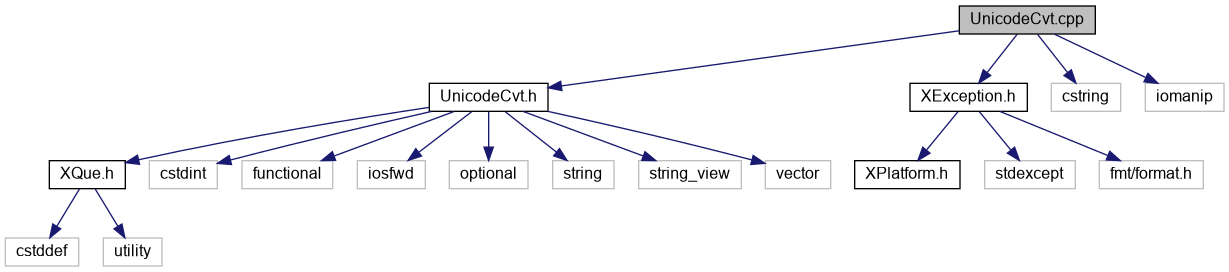 UnicodeCvt.cpp
UnicodeCvt.h
XException.h
cstring
iomanip
XQue.h
cstdint
functional
iosfwd
optional
string
string_view
vector
XPlatform.h
stdexcept
fmt/format.h
cstddef
utility